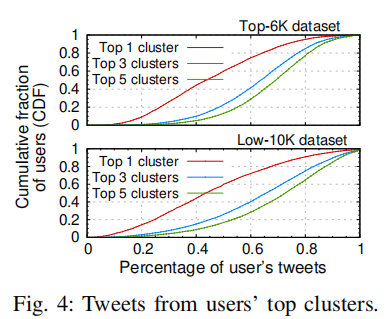 Top-6K dataset
1
0.8
0.6
0.4
0.2
0
Top 1 cluster
Top 3 clusters
Top 5 clusters
Low-10K dataset
1
0.8
0.6
0.4
0.2
0
Top 1 cluster
Top 3 clusters
Top 5 clusters
0 0.2 0.4 0.6 0.8 1
Cumulative fraction
of users (CDF)
Percentage of user's tweets
Fig. 4: Tweets from users' top clusters.